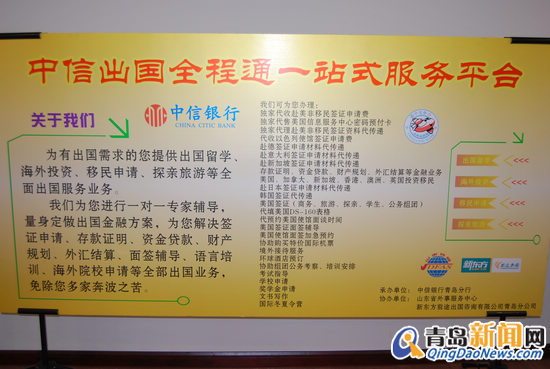 中信出国全程通一站式服务平台
关于我们
中信银行
CHINA CITIC BANK
为有出国需求的您提供出国留学、
海外投资、移民申请、探亲旅游等全
面出国服务业务。
我们为您进行一对一专家辅导,
量身定做出国金融方案,为您解决签
证申请、存款证明、资金贷款、财产
规划、外汇结算、面签辅导、语言培
训、海外院校申请等全部出国业务,
免除您多家奔波之苦。
我们可为您办理:
独家代收赴美非移民签证申请费
独家代售美国信息服务中心密码预付卡
独家代理赴美非移民签证资料代传递
代收以色列使馆签证申请费
赴德签证申请材料代传递
赴意大利签证申请材料代传递
赴新加坡签证申请材料代传递
存款证明、资金贷款、财产规划、外汇结算等金融业务
美国、加拿大、新加坡、香港、澳洲、英国投资移民
赴日本签证申请材料代传递
韩国签证代传递
美国签证(商务、旅游、探亲、学生、公务组团)
代填美国DS-160表格
代预约美国使馆面谈时间
美国签证面签辅导
美国使馆面签加急预约
协助购买特价国际机票
境外接待服务
环球酒店预订
协助组团公务考察、培训安排
考试指导
学校申请
奖学金申请
文书写作
国际冬夏令营
出国留学
海外投资
移民申请
探亲旅游
新东方
承办单位:中信银行青岛分行
协办单位:山东省外事服务中心
新东方前途出国咨询有限公司青岛分公司
青岛新闻网
QingDaoNews.Com